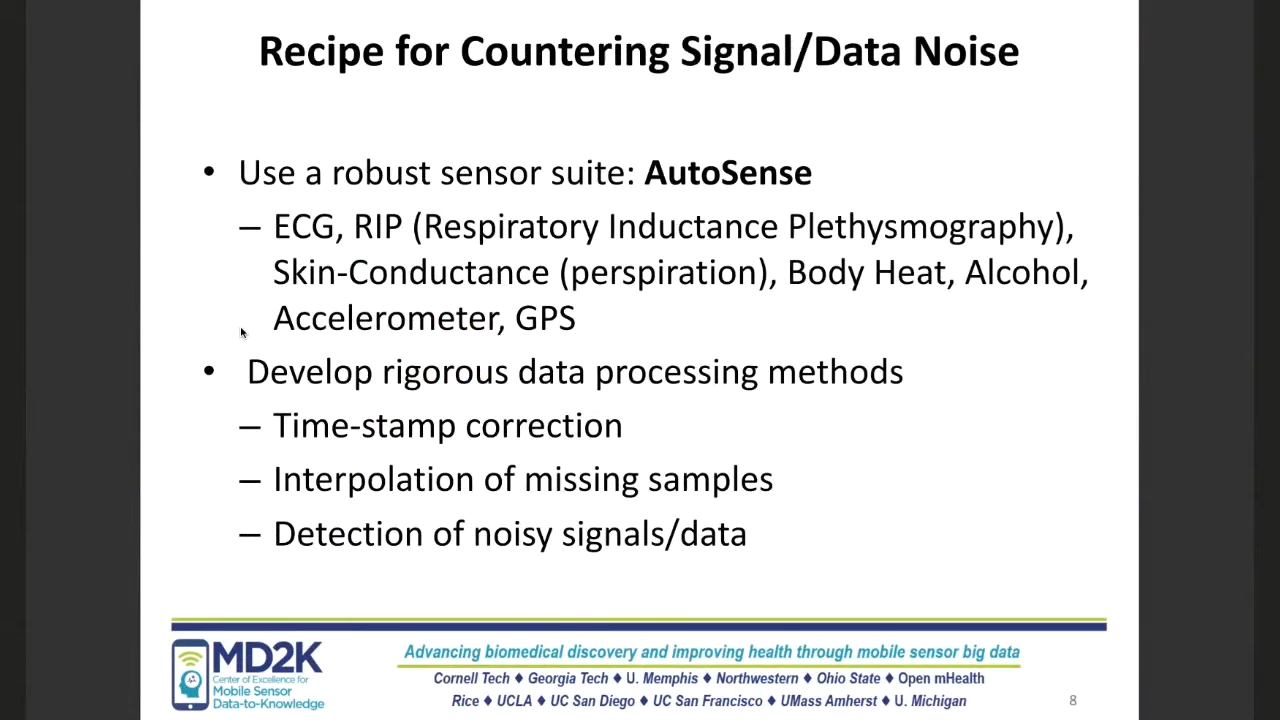 Recipe for Countering Signal/Data Noise
• Use a robust sensor suite: AutoSense
– ECG, RIP (Respiratory Inductance Plethysmography),
Skin-Conductance (perspiration), Body Heat, Alcohol,
Accelerometer, GPS
• Develop rigorous data processing methods
– Time-stamp correction
– Interpolation of missing samples
– Detection of noisy signals/data
MD2K
Center of Excellence for
Mobile Sensor
Data-to-Knowledge
Advancing biomedical discovery and improving health through mobile sensor big data
Cornell Tech ♦ Georgia Tech ♦ U. Memphis ♦ Northwestern ♦ Ohio State ♦ Open mHealth
Rice ♦ UCLA ♦ UC San Diego ♦ UC San Francisco ♦ UMass Amherst ♦ U. Michigan
8